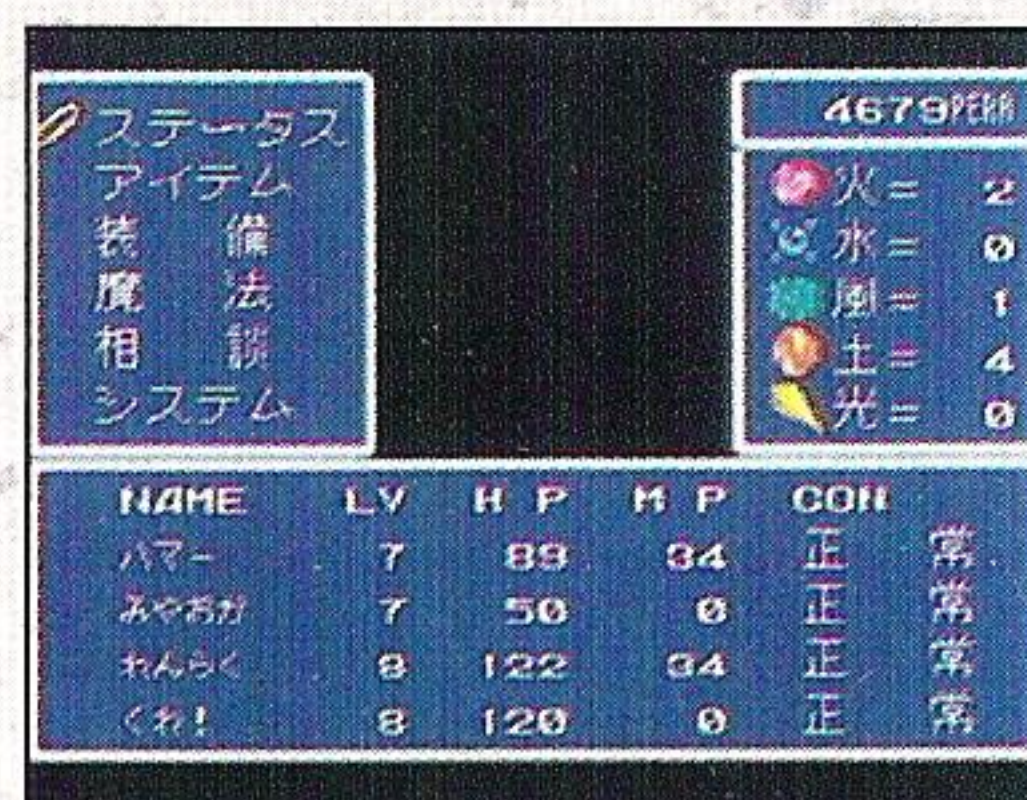 ステータス
アイテム
装備
魔法
相談
システム
4679PERA
火= 2
水= 0
風= 1
土= 4
光= 0
NAME LV HP MP CON
ハマー 7 89 34 正常
みやおか 7 50 0 正常
れんらく 8 122 34 正常
くれ! 8 120 0 正常